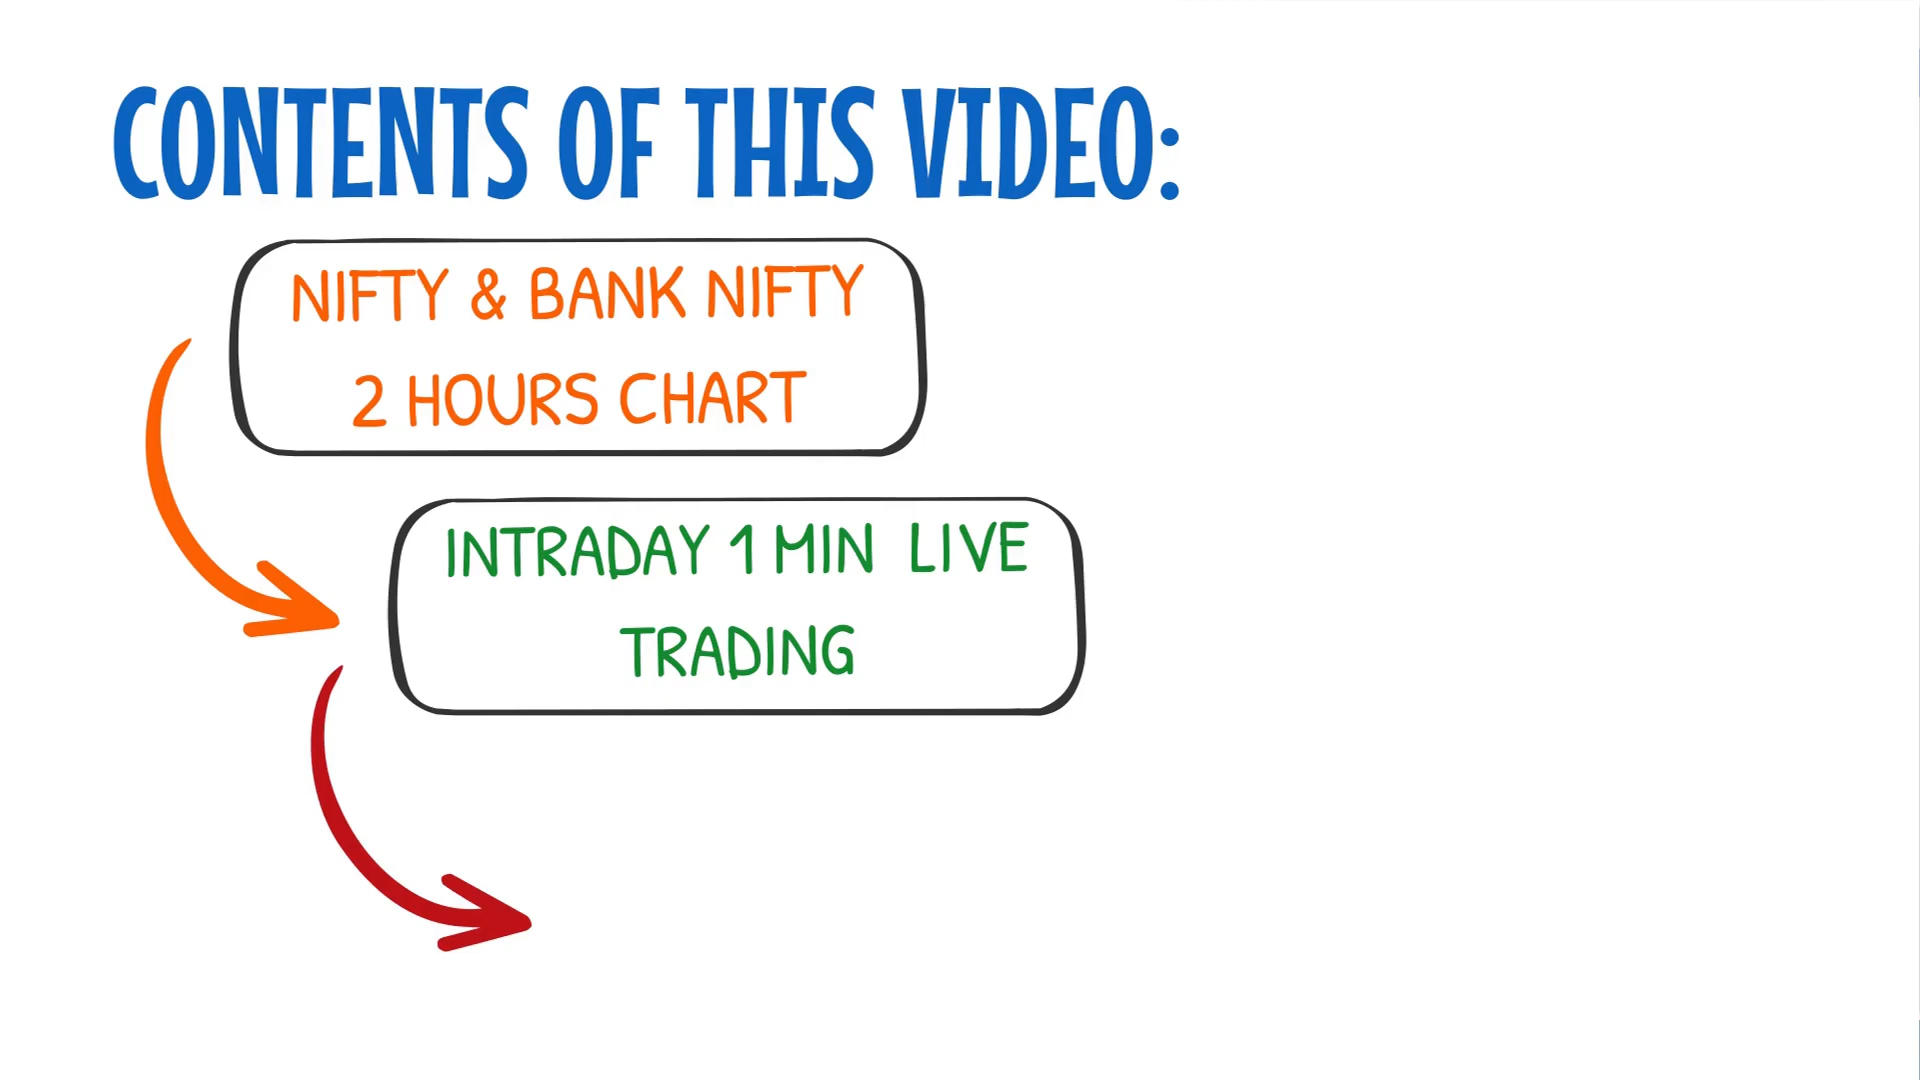 CONTENTS OF THIS VIDEO:
NIFTY & BANK NIFTY
2 HOURS CHART
INTRADAY 1 MIN LIVE
TRADING